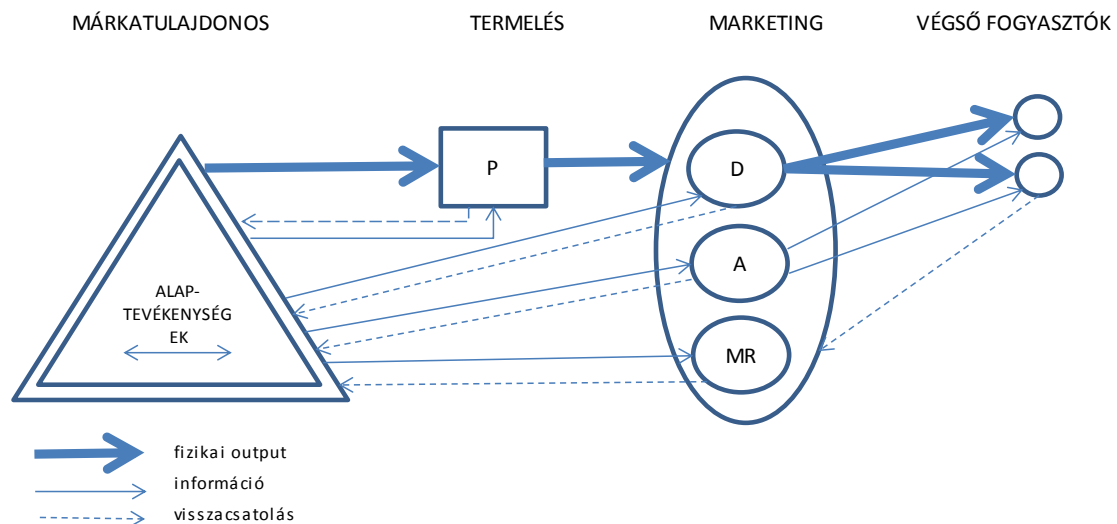 MÁRKATULAJDONOS TERMELÉS MARKETING VÉGSŐ FOGYASZTÓK
P
D
A
MR
ALAP-
TEVÉKENYSÉG
EK
fizikai output
információ
visszacsatolás